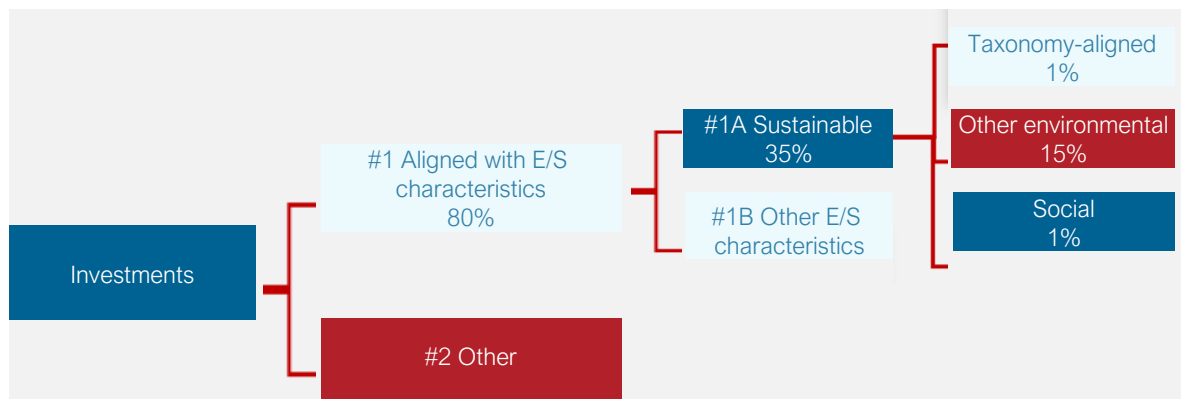 Taxonomy-aligned
1%
#1A Sustainable
35%
Other environmental
15%
#1 Aligned with E/S
characteristics
80%
#1B Other E/S
characteristics
Social
1%
Investments
#2 Other